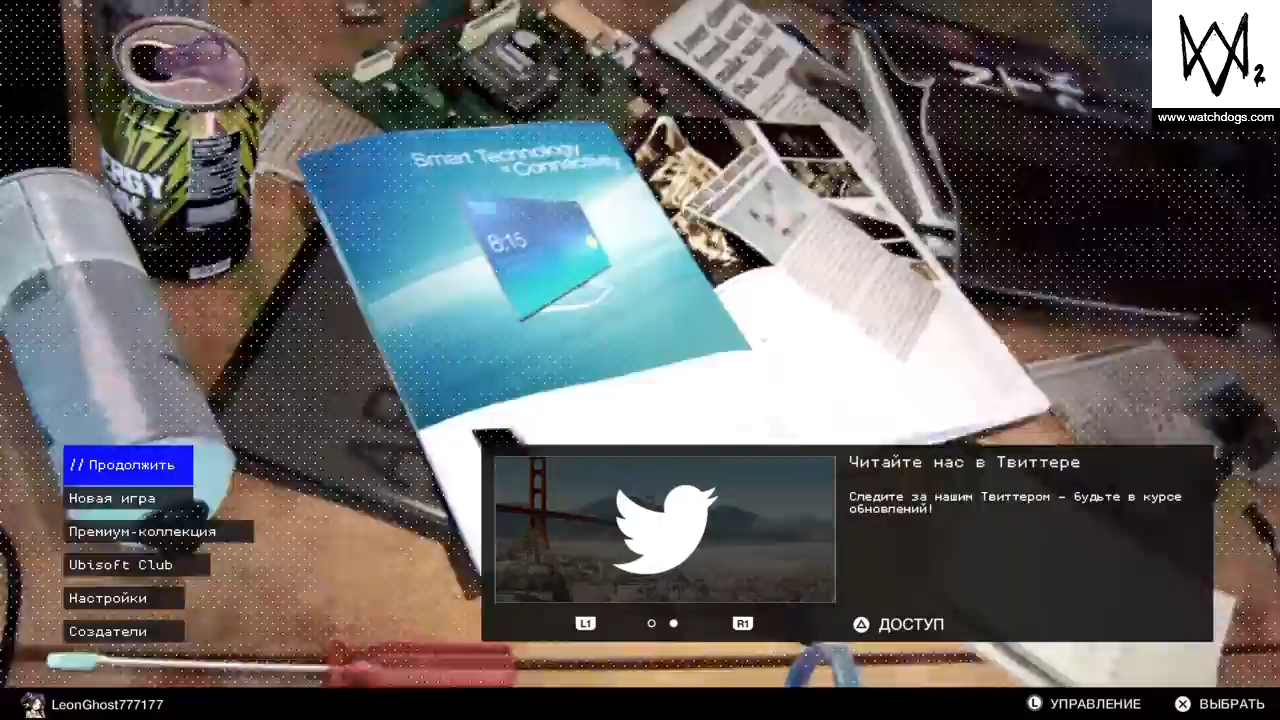 2
www.watchdogs.com
Smart Technology
Connectivity
8:15
// Продолжить
Новая игра
Премиум-коллекция
Ubisoft Club
Настройки
Создатели
Читайте нас в Твиттере
Следите за нашим Твиттером - будьте в курсе
обновлений!
L1
R1
ДОСТУП
LeonGhost777177
L УПРАВЛЕНИЕ
ВЫБРАТЬ